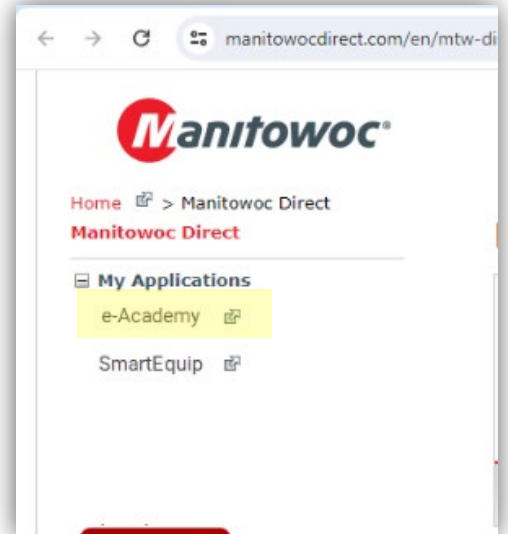 manitowocdirect.com/en/mtw-di
Manitowoc®
Home > Manitowoc Direct
Manitowoc Direct
My Applications
e-Academy
SmartEquip